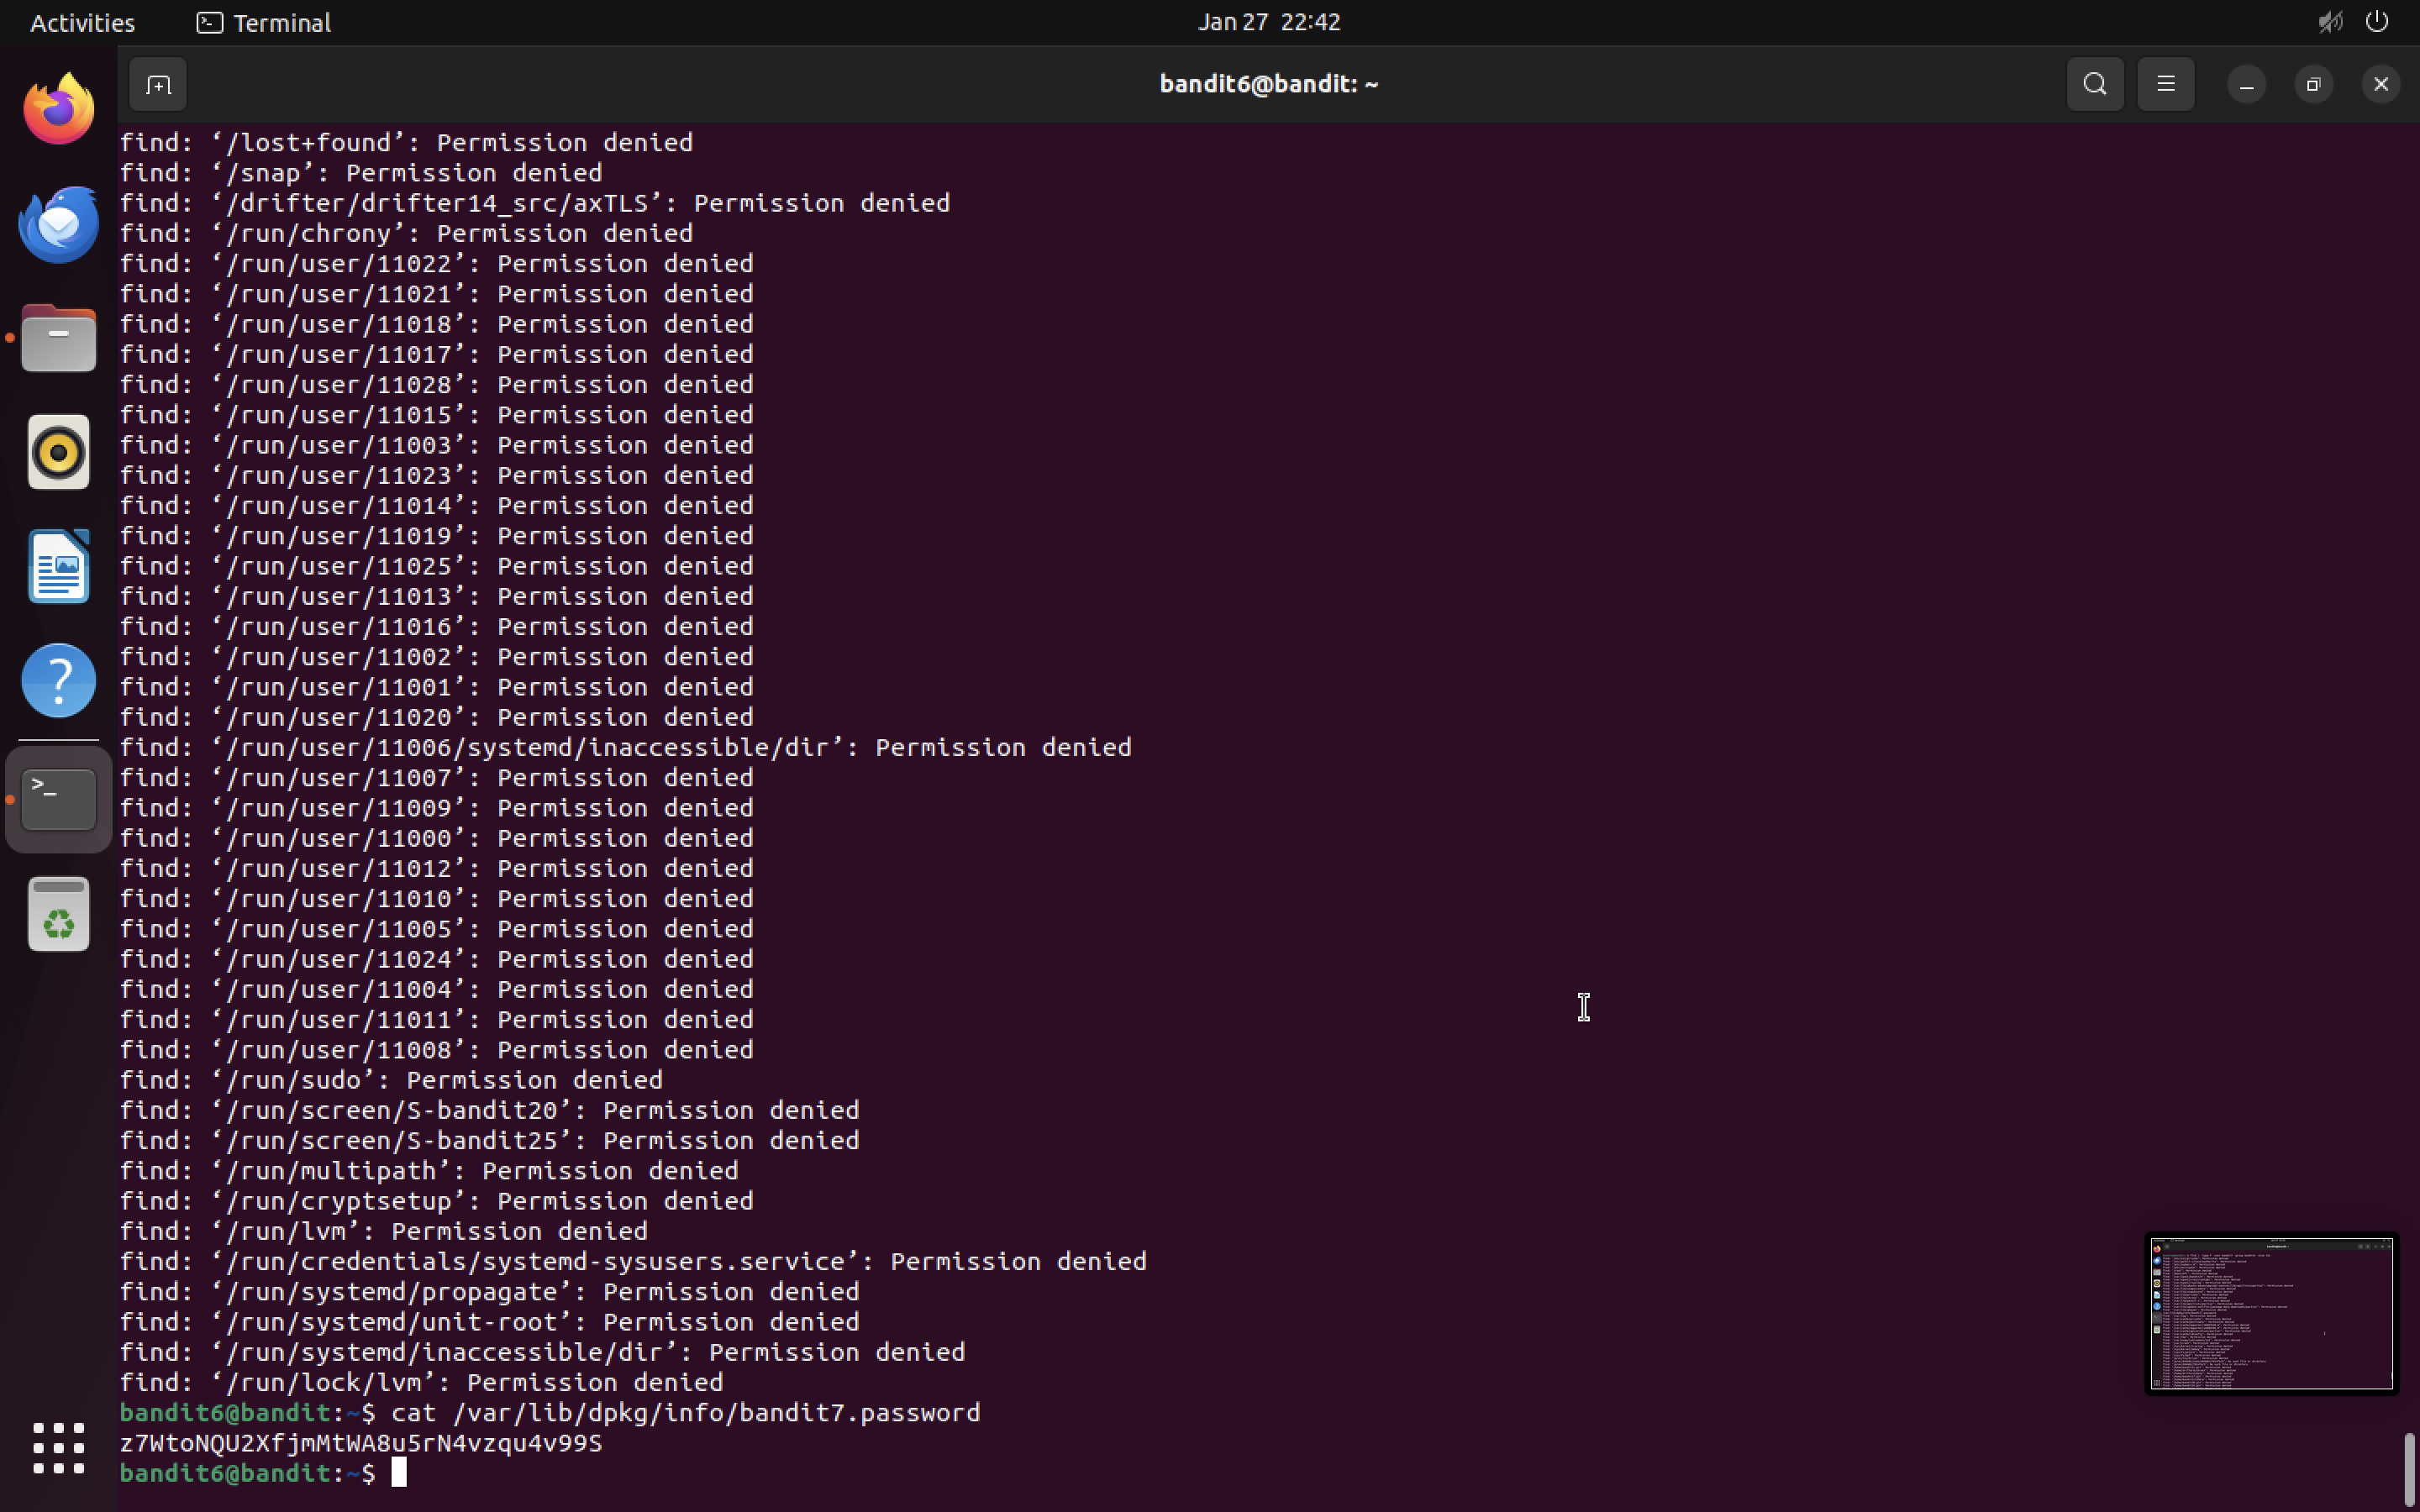 Activities
Terminal
Jan 27 22:42
bandit6@bandit: ~
find: ‘/lost+found’: Permission denied
find: ‘/snap’: Permission denied
find: ‘/drifter/drifter14_src/axTLS’: Permission denied
find: ‘/run/chrony’: Permission denied
find: ‘/run/user/11022’: Permission denied
find: ‘/run/user/11021’: Permission denied
find: ‘/run/user/11018’: Permission denied
find: ‘/run/user/11017’: Permission denied
find: ‘/run/user/11028’: Permission denied
find: ‘/run/user/11015’: Permission denied
find: ‘/run/user/11003’: Permission denied
find: ‘/run/user/11023’: Permission denied
find: ‘/run/user/11014’: Permission denied
find: ‘/run/user/11019’: Permission denied
find: ‘/run/user/11025’: Permission denied
find: ‘/run/user/11013’: Permission denied
find: ‘/run/user/11016’: Permission denied
find: ‘/run/user/11002’: Permission denied
find: ‘/run/user/11001’: Permission denied
find: ‘/run/user/11020’: Permission denied
find: ‘/run/user/11006/systemd/inaccessible/dir’: Permission denied
find: ‘/run/user/11007’: Permission denied
find: ‘/run/user/11009’: Permission denied
find: ‘/run/user/11000’: Permission denied
find: ‘/run/user/11012’: Permission denied
find: ‘/run/user/11010’: Permission denied
find: ‘/run/user/11005’: Permission denied
find: ‘/run/user/11024’: Permission denied
find: ‘/run/user/11004’: Permission denied
find: ‘/run/user/11011’: Permission denied
find: ‘/run/user/11008’: Permission denied
find: ‘/run/sudo’: Permission denied
find: ‘/run/screen/S-bandit20’: Permission denied
find: ‘/run/screen/S-bandit25’: Permission denied
find: ‘/run/multipath’: Permission denied
find: ‘/run/cryptsetup’: Permission denied
find: ‘/run/lvm’: Permission denied
find: ‘/run/credentials/systemd-sysusers.service’: Permission denied
find: ‘/run/systemd/propagate’: Permission denied
find: ‘/run/systemd/unit-root’: Permission denied
find: ‘/run/systemd/inaccessible/dir’: Permission denied
find: ‘/run/lock/lvm’: Permission denied
bandit6@bandit:~$ cat /var/lib/dpkg/info/bandit7.password
z7WtoNQU2XfjmMtWA8u5rN4vzqu4v99S
bandit6@bandit:~$